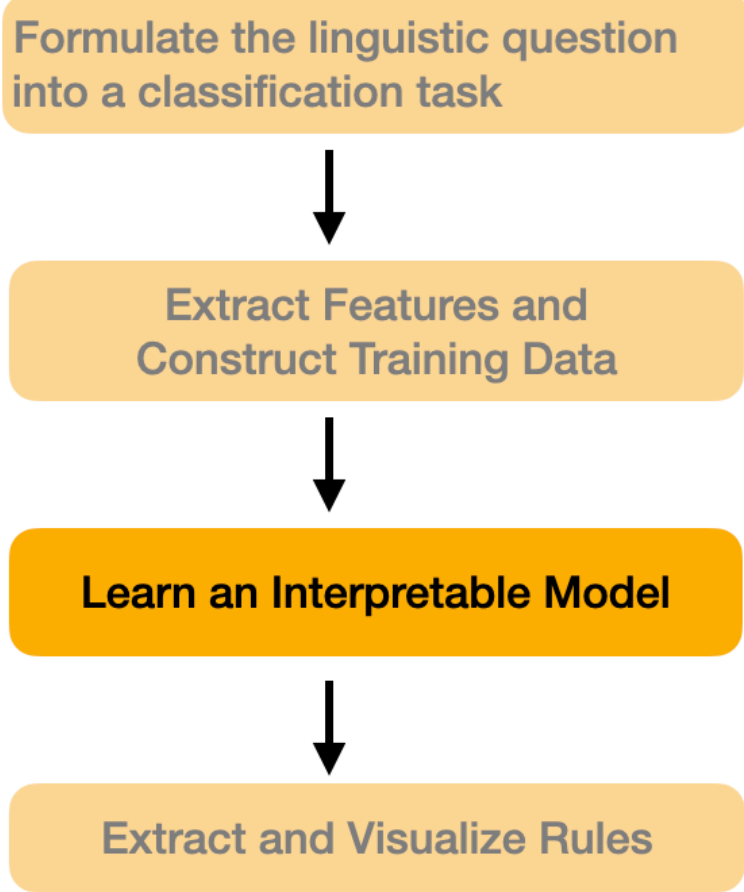 Formulate the linguistic question
into a classification task
Extract Features and
Construct Training Data
Learn an Interpretable Model
Extract and Visualize Rules